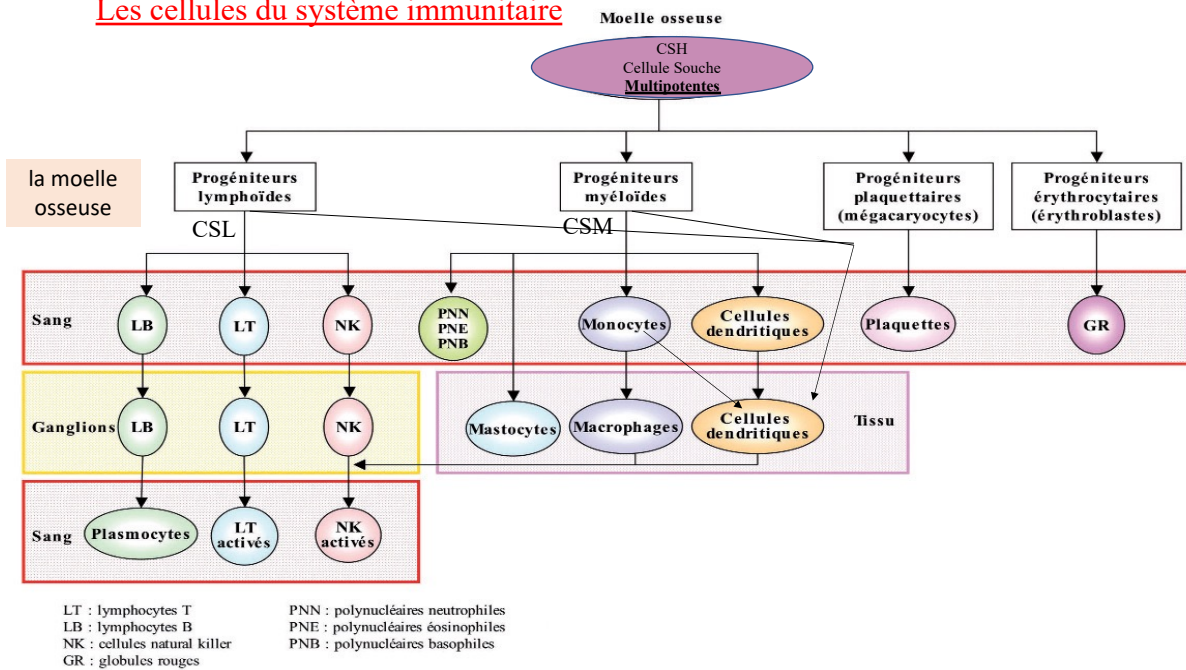 Les cellules du système immunitaire
Moelle osseuse
CSH
Cellule Souche
Multipotentes
la moelle
osseuse
Progéniteurs
lymphoïdes
Progéniteurs
myéloïdes
Progéniteurs
plaquettaires
(mégacaryocytes)
Progéniteurs
érythrocytaires
(érythroblastes)
CSL
CSM
Sang
LB
LT
NK
PNN
PNE
PNB
Monocytes
Cellules
dendritiques
Plaquettes
GR
Ganglions
LB
LT
NK
Mastocytes
Macrophages
Cellules
dendritiques
Tissu
Sang
Plasmocytes
LT
activés
NK
activés
LT : lymphocytes T
LB : lymphocytes B
NK : cellules natural killer
GR : globules rouges
PNN : polynucléaires neutrophiles
PNE : polynucléaires éosinophiles
PNB : polynucléaires basophiles